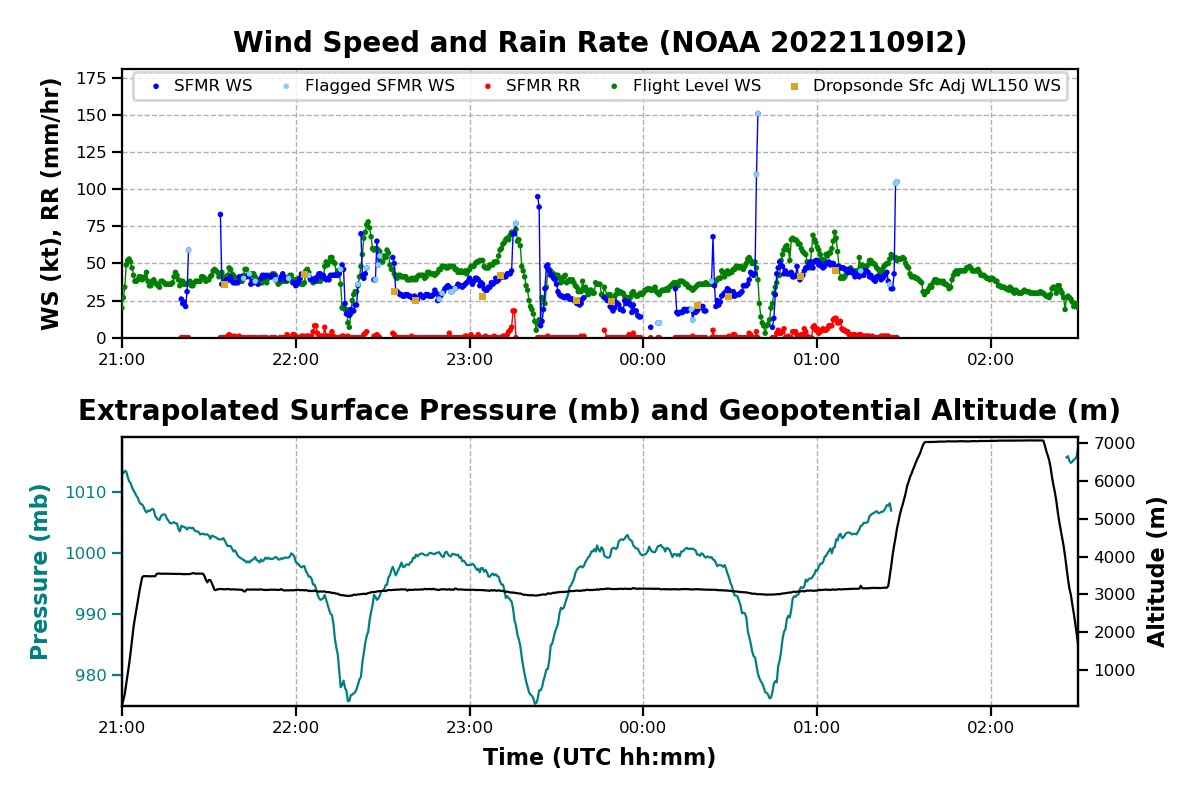 Wind Speed and Rain Rate (NOAA 20221109I2)
WS (kt), RR (mm/hr)
175
150
125
100
75
50
25
0
SFMR WS
Flagged SFMR WS
SFMR RR
Flight Level WS
Dropsonde Sfc Adj WL150 WS
21:00
22:00
23:00
00:00
01:00
02:00
Extrapolated Surface Pressure (mb) and Geopotential Altitude (m)
Pressure (mb)
1010
1000
990
980
7000
6000
5000
4000
3000
2000
1000
Altitude (m)
21:00
22:00
23:00
00:00
01:00
02:00
Time (UTC hh:mm)